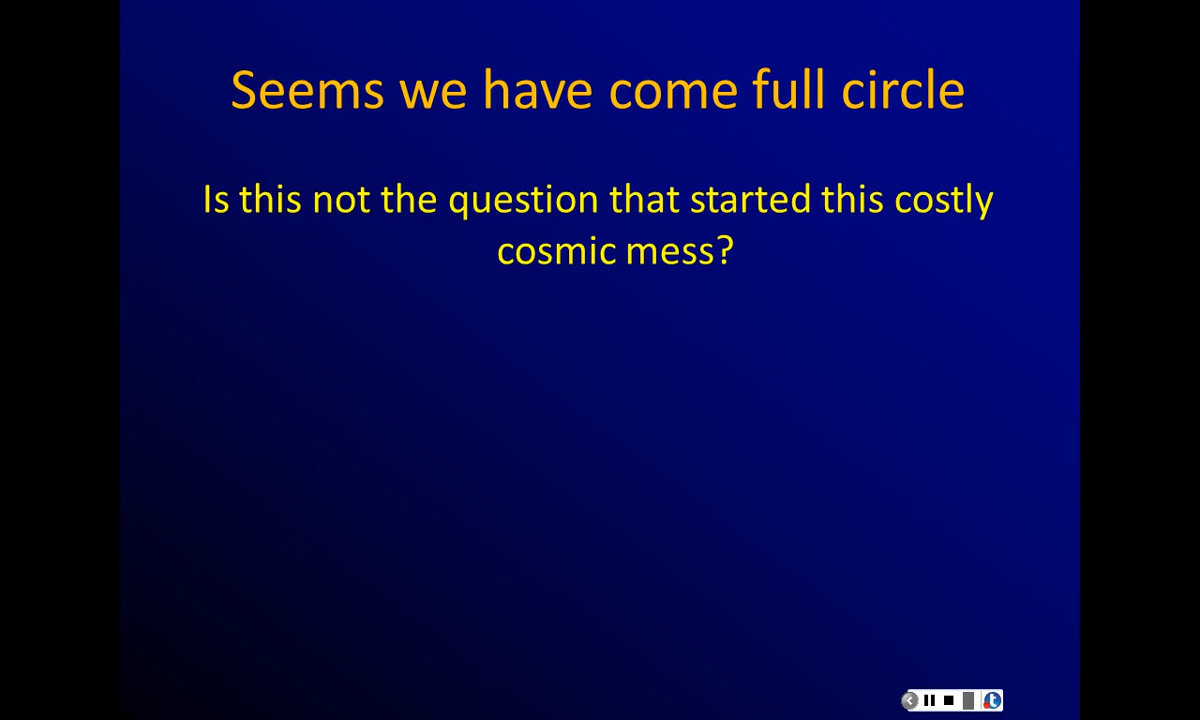 Seems we have come full circle
Is this not the question that started this costly
cosmic mess?